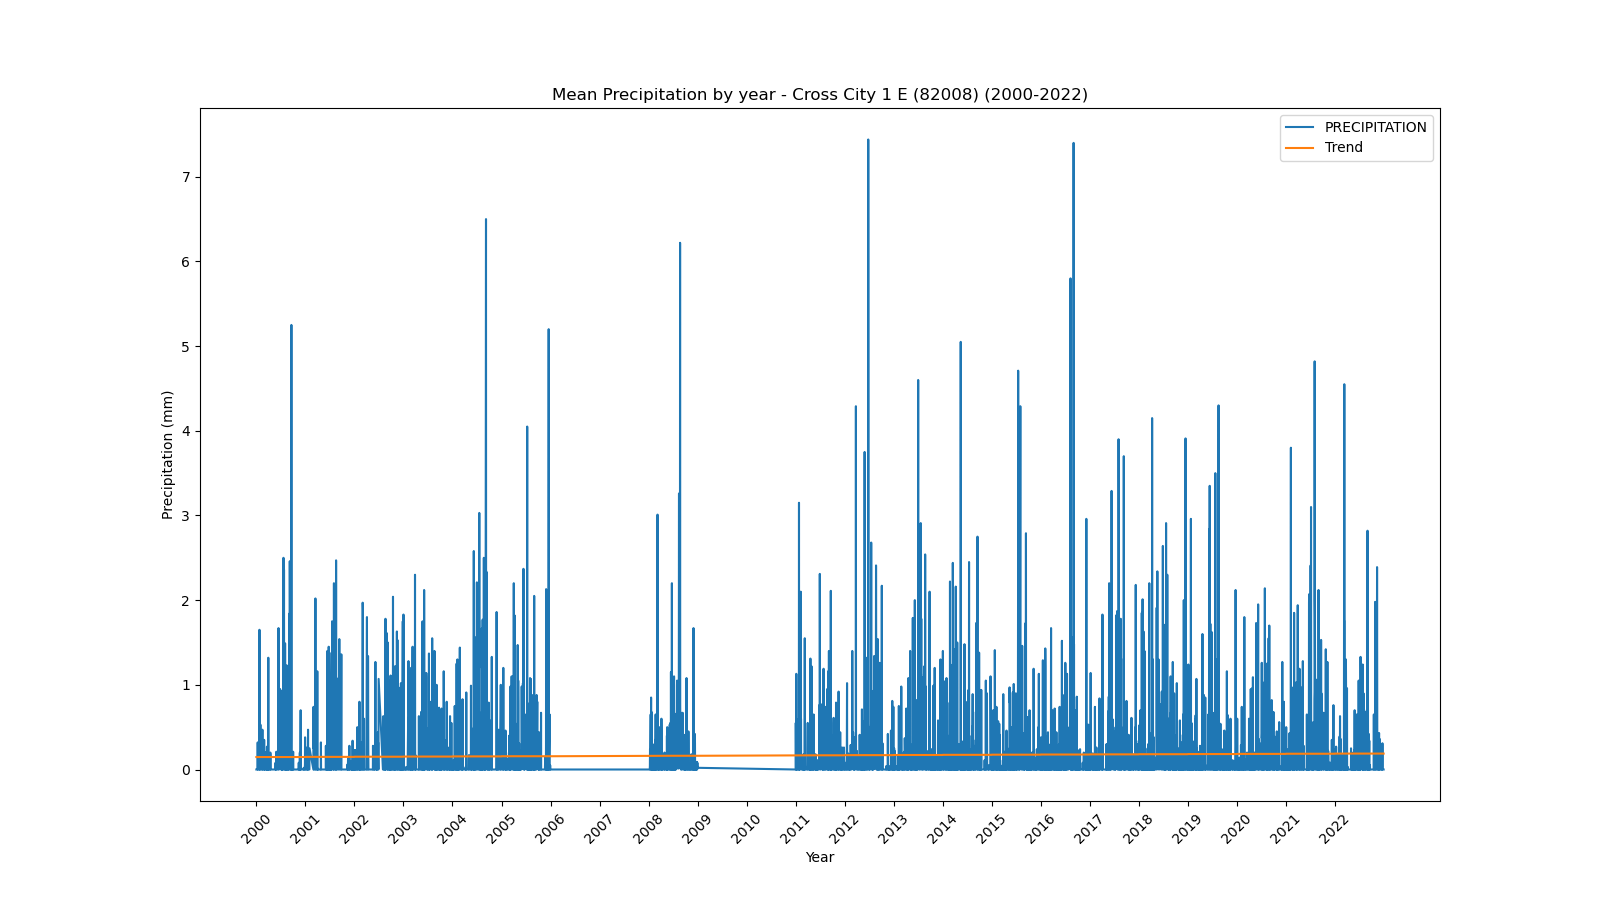 Mean Precipitation by year - Cross City 1 E (82008) (2000-2022)
PRECIPITATION
Trend
Precipitation (mm)
7
6
5
4
3
2
1
0
2000 2001 2002 2003 2004 2005 2006 2007 2008 2009 2010 2011 2012 2013 2014 2015 2016 2017 2018 2019 2020 2021 2022
Year